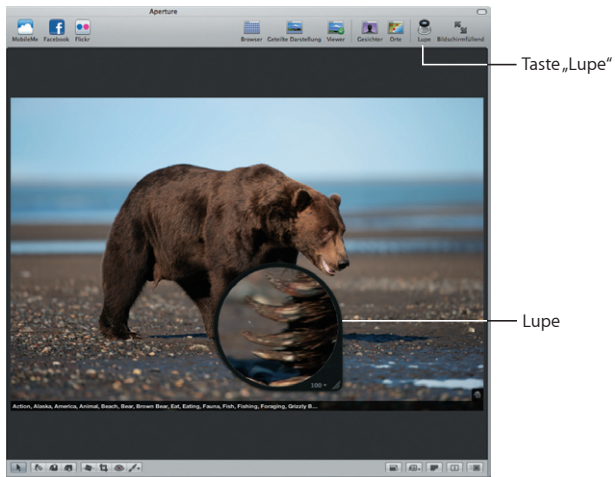 Aperture
MobileMe Facebook Flickr Browser Geteilte Darstellung Viewer Gesichter Orte Lupe Bildschirmfüllend
Taste „Lupe“
Lupe
100
Action, Alaska, America, Animal, Beach, Bear, Brown Bear, Eat, Eating, Fauna, Fish, Fishing, Foraging, Grizzly B...